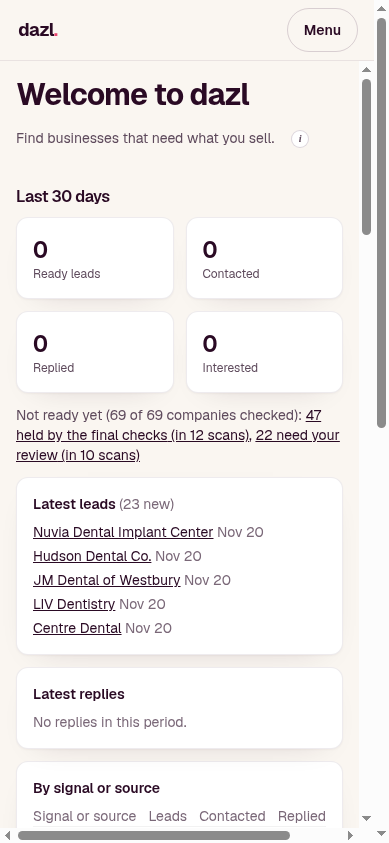 dazl.
Menu
Welcome to dazl
Find businesses that need what you sell.
i
Last 30 days
0
Ready leads
0
Contacted
0
Replied
0
Interested
Not ready yet (69 of 69 companies checked): 47
held by the final checks (in 12 scans), 22 need your
review (in 10 scans)
Latest leads (23 new)
Nuvia Dental Implant Center Nov 20
Hudson Dental Co. Nov 20
JM Dental of Westbury Nov 20
LIV Dentistry Nov 20
Centre Dental Nov 20
Latest replies
No replies in this period.
By signal or source
Signal or source Leads Contacted Replied